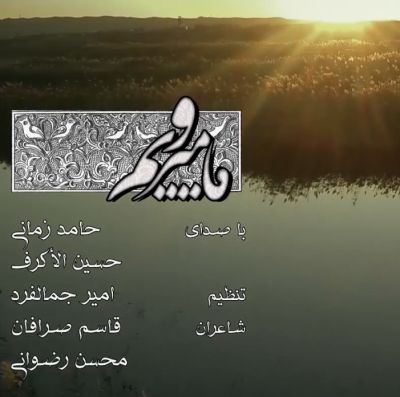 ما میرویم
با صدای حامد زمانی
حسین الأکرف
تنظیم امیر جمالفرد
شاعران قاسم صرافان
محسن رضوانی